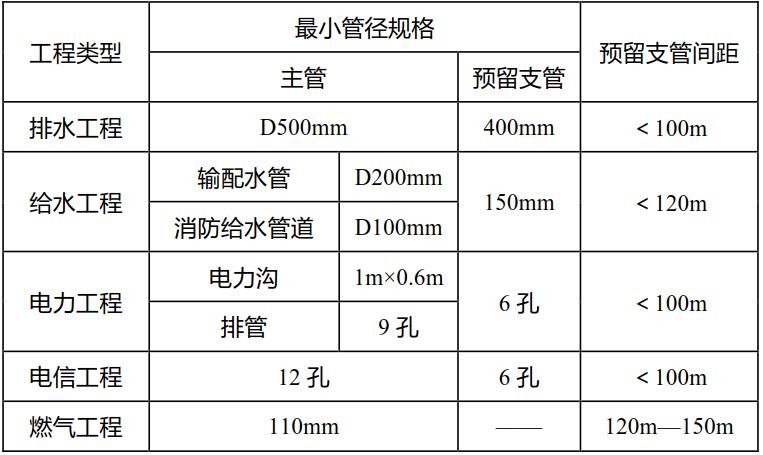 工程类型 最小管径规格 预留支管间距
主管 预留支管
排水工程 D500mm 400mm ＜100m
给水工程 输配水管 D200mm 150mm ＜120m
消防给水管道 D100mm
电力工程 电力沟 1m×0.6m 6 孔 ＜100m
排管 9 孔
电信工程 12 孔 6 孔 ＜100m
燃气工程 110mm —— 120m—150m